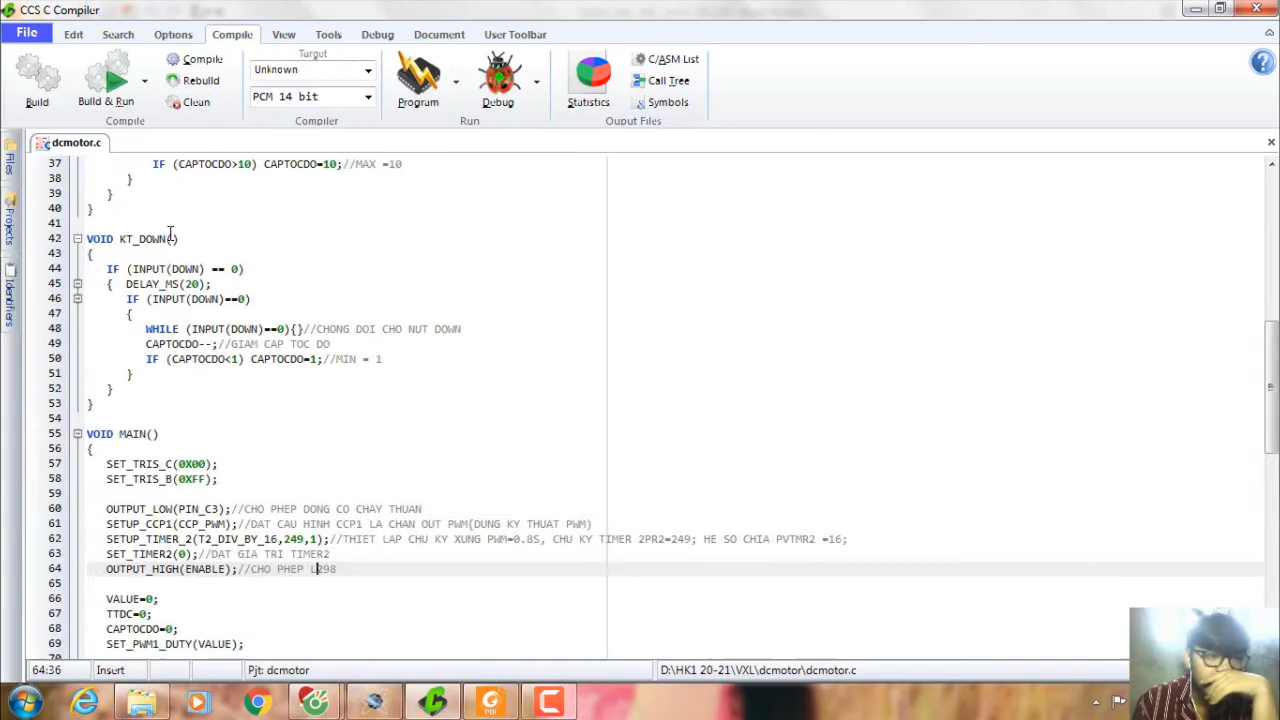 CCS C Compiler
File Edit Search Options Compile View Tools Debug Document User Toolbar
Build
Build & Run
Compile
Rebuild
Clean
Compile
Target
Unknown
PCM 14 bit
Compiler
Program
Debug
Run
Statistics
C/ASM List
Call Tree
Symbols
Ouput Files
dcmotor.c
Files
Projects
Identifiers
37 IF (CAPTOCDO>10) CAPTOCDO=10;//MAX =10
38 }
39 }
40 }
41
42 VOID KT_DOWN()
43 {
44 IF (INPUT(DOWN) == 0)
45 { DELAY_MS(20);
46 IF (INPUT(DOWN)==0)
47 {
48 WHILE (INPUT(DOWN)==0){}//CHONG DOI CHO NUT DOWN
49 CAPTOCDO--;//GIAM CAP TOC DO
50 IF (CAPTOCDO<1) CAPTOCDO=1;//MIN = 1
51 }
52 }
53 }
54
55 VOID MAIN()
56 {
57 SET_TRIS_C(0X00);
58 SET_TRIS_B(0XFF);
59
60 OUTPUT_LOW(PIN_C3);//CHO PHEP DONG CO CHAY THUAN
61 SETUP_CCP1(CCP_PWM);//DAT CAU HINH CCP1 LA CHAN OUT PWM{DUNG KY THUAT PWM)
62 SETUP_TIMER_2(T2_DIV_BY_16,249,1);//THIET LAP CHU KY XUNG PWM=0.8S, CHU KY TIMER 2PR2=249; HE SO CHIA PVTMR2 =16;
63 SET_TIMER2(0);//DAT GIA TRI TIMER2
64 OUTPUT_HIGH(ENABLE);//CHO PHEP L298
65
66 VALUE=0;
67 TTDC=0;
68 CAPTOCDO=0;
69 SET_PWM1_DUTY(VALUE);
70
64:36 Insert Pjt: dcmotor D:\HK1 20-21\VXL\dcmotor\dcmotor.c